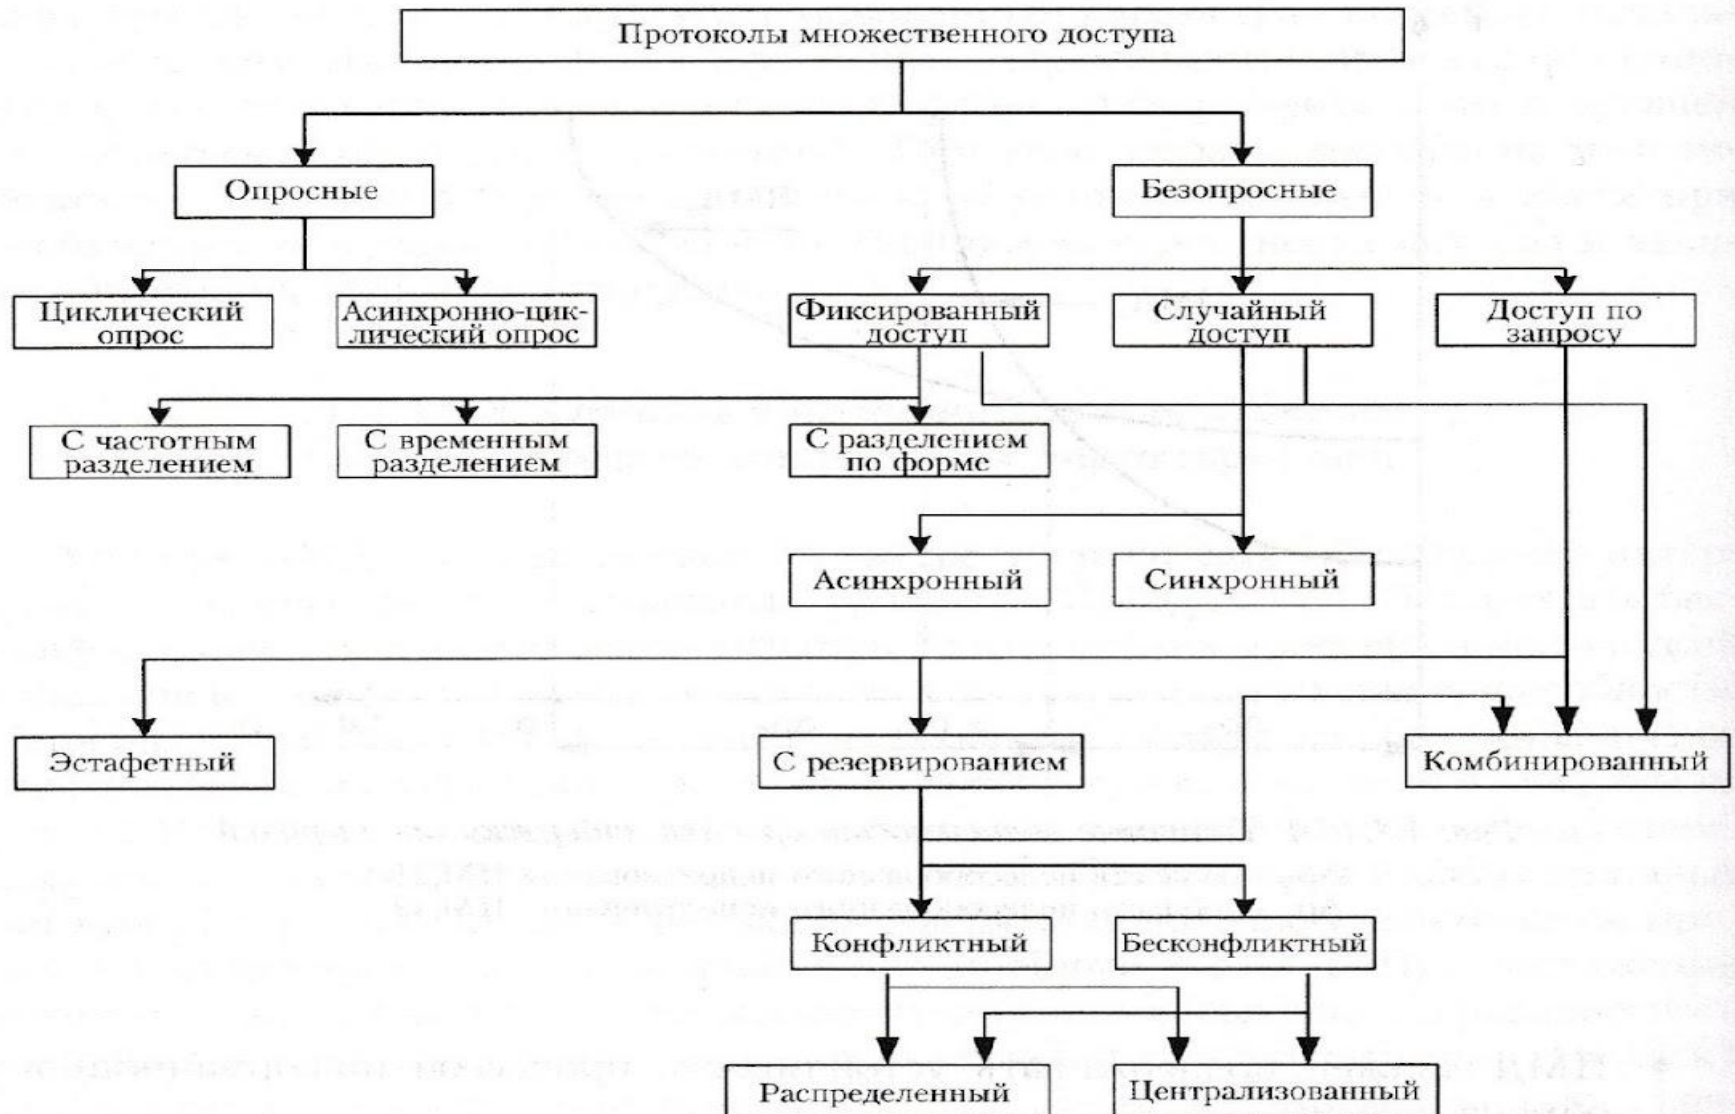 Протоколы множественного доступа
Опросные
Безопросные
Циклический
опрос
Асинхронно-цик-
лический опрос
Фиксированный
доступ
Случайный
доступ
Доступ по
запросу
С частотным
разделением
С временным
разделением
С разделением
по форме
Асинхронный
Синхронный
Эстафетный
С резервированием
Комбинированный
Конфликтный
Бесконфликтный
Распределенный
Централизованный